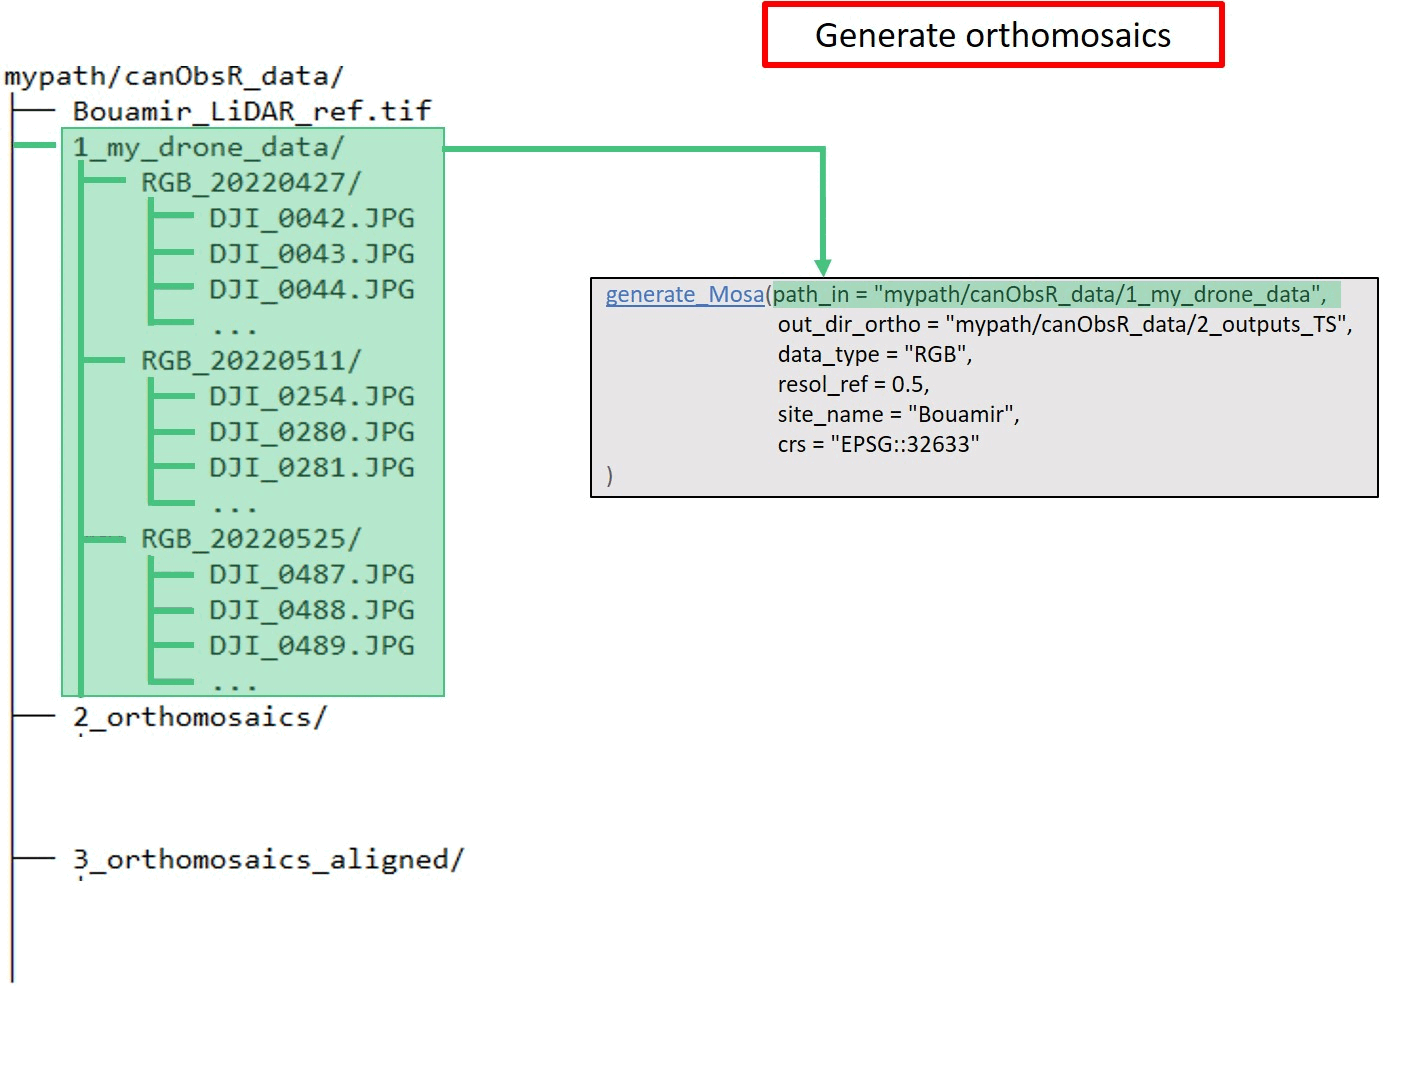 Generate orthomosaics
mypath/canObsR_data/
Bouamir_LiDAR_ref.tif
1_my_drone_data/
RGB_20220427/
DJI_0042.JPG
DJI_0043.JPG
DJI_0044.JPG
...
RGB_20220511/
DJI_0254.JPG
DJI_0280.JPG
DJI_0281.JPG
...
RGB_20220525/
DJI_0487.JPG
DJI_0488.JPG
DJI_0489.JPG
...
2_orthomosaics/
3_orthomosaics_aligned/
generate_Mosa(path_in = "mypath/canObsR_data/1_my_drone_data",
out_dir_ortho = "mypath/canObsR_data/2_outputs_TS",
data_type = "RGB",
resol_ref = 0.5,
site_name = "Bouamir",
crs = "EPSG::32633"
)